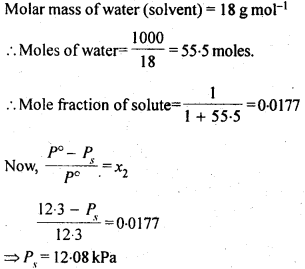 Molar mass of water (solvent) = 18 g mol⁻¹
∴Moles of water= 1000/18 = 55·5 moles.
∴Mole fraction of solute= 1/(1 + 55·5) = 0·0177
Now, (P° − Pₛ)/P° = x₂
(12·3 − Pₛ)/12·3 = 0·0177
⇒ Pₛ = 12·08 kPa